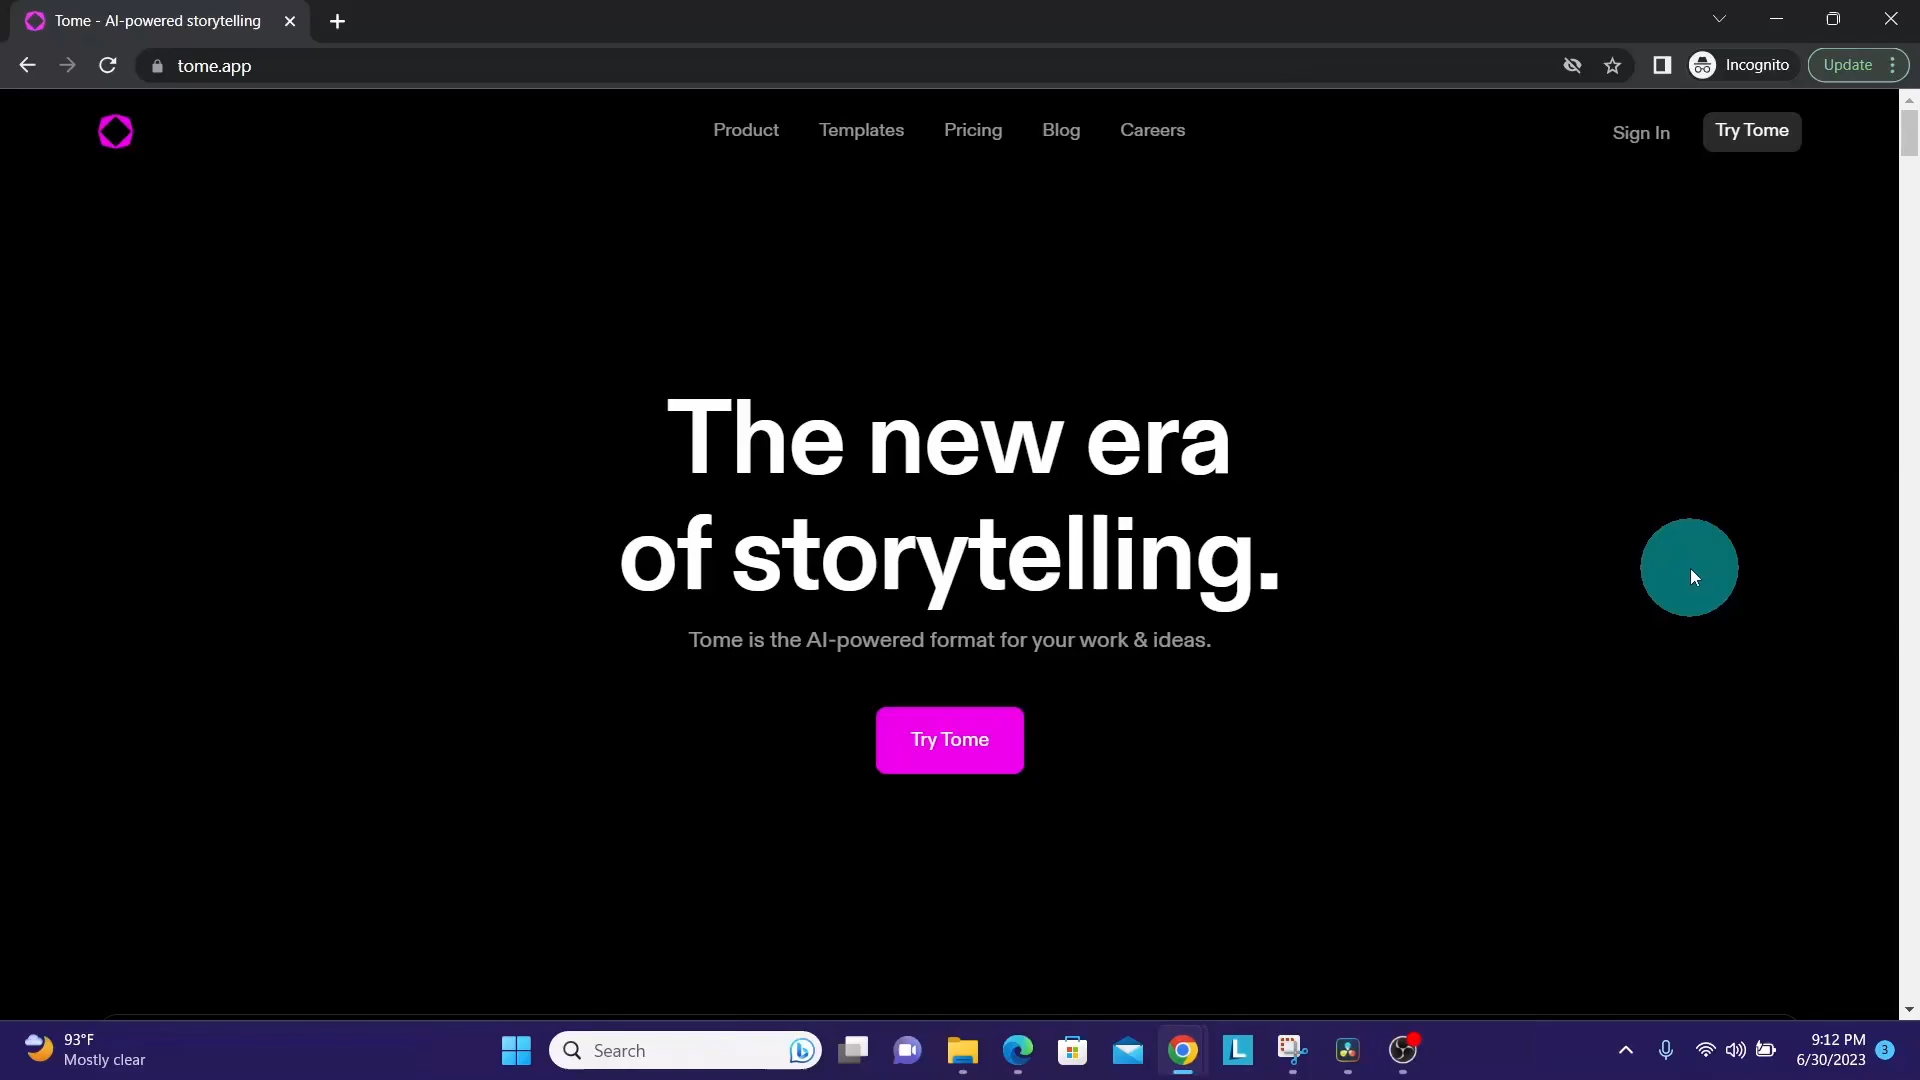 Tome - AI-powered storytelling
tome.app
Incognito
Update
Product
Templates
Pricing
Blog
Careers
Sign In
Try Tome
The new era
of storytelling.
Tome is the AI-powered format for your work & ideas.
Try Tome
93°F
Mostly clear
Search
L
9:12 PM
6/30/2023
3